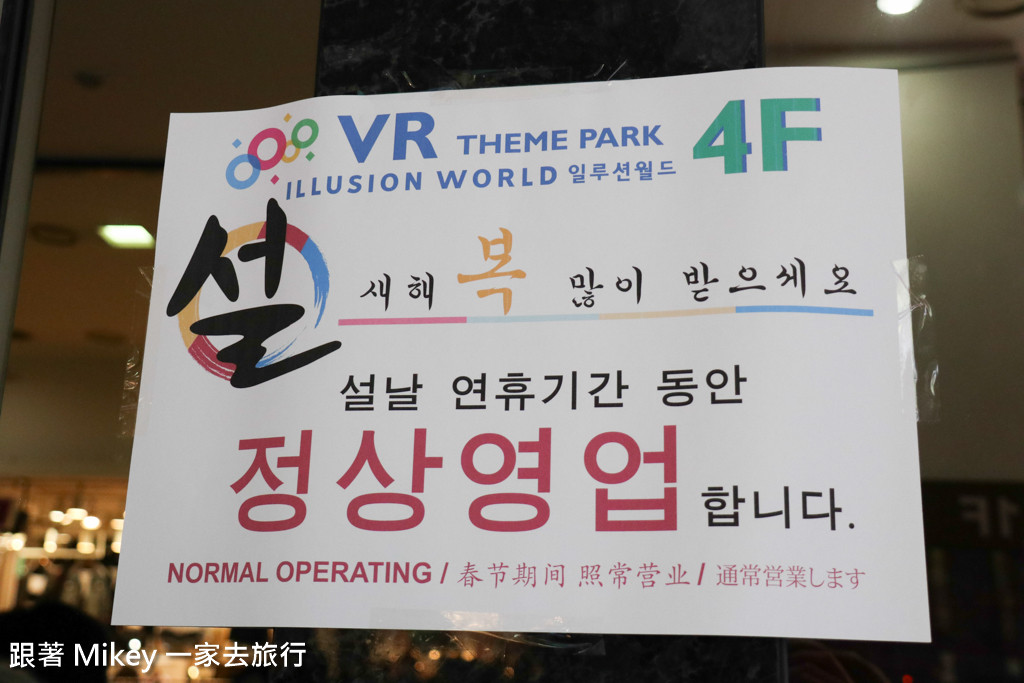 VR THEME PARK 4F
ILLUSION WORLD 일루션월드
설 새해 복 많이 받으세요
설날 연휴기간 동안
정상영업 합니다.
NORMAL OPERATING / 春节期间 照常营业 / 通常営業します
1F
跟著 Mikey 一家去旅行